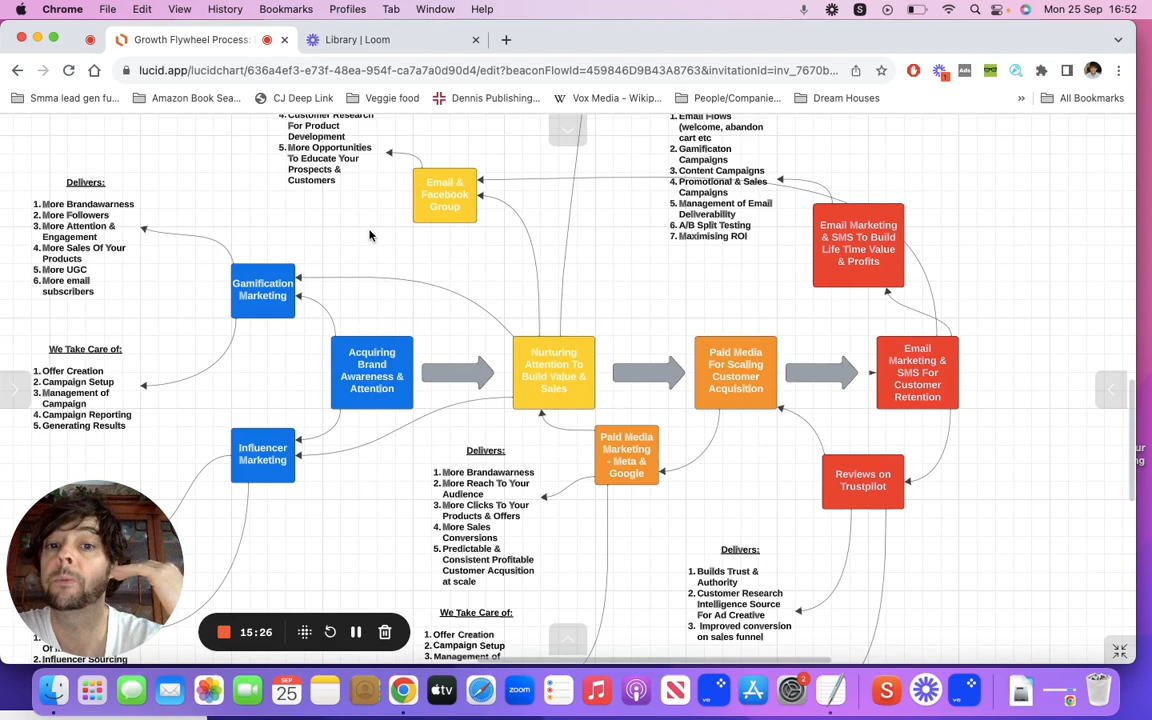 Chrome File Edit View History Bookmarks Profiles Tab Window Help Mon 25 Sep 16:52
Growth Flywheel Process: Library | Loom
lucid.app/lucidchart/636a4ef3-e73f-48ea-954f-ca7a7a0d90d4/edit?beaconFlowId=459846D9B43A8763&invitationId=inv_7670b...
Smma lead gen fu... Amazon Book Sea... CJ Deep Link Veggie food Dennis Publishing... Vox Media - Wikip... People/Companie... Dream Houses » All Bookmarks
4. Customer Research
For Product
Development
5. More Opportunities
To Educate Your
Prospects &
Customers
Email &
Facebook
Group
1. Email Flows
(welcome, abandon
cart etc
2. Gamificaton
Campaigns
3. Content Campaigns
4. Promotional & Sales
Campaigns
5. Management of Email
Deliverability
6. A/B Split Testing
7. Maximising ROI
Email Marketing
& SMS To Build
Life Time Value
& Profits
Delivers:
1. More Brandawarness
2. More Followers
3. More Attention &
Engagement
4. More Sales Of Your
Products
5. More UGC
6. More email
subscribers
Gamification
Marketing
We Take Care of:
1. Offer Creation
2. Campaign Setup
3. Management of
Campaign
4. Campaign Reporting
5. Generating Results
Acquiring
Brand
Awareness &
Attention
Nurturing
Attention To
Build Value &
Sales
Paid Media
For Scaling
Customer
Acquisition
Email
Marketing &
SMS For
Customer
Retention
Influencer
Marketing
Paid Media
Marketing
- Meta &
Google
Reviews on
Trustpilot
Delivers:
1. More Brandawarness
2. More Reach To Your
Audience
3. More Clicks To Your
Products & Offers
4. More Sales
Conversions
5. Predictable &
Consistent Profitable
Customer Acqusition
at scale
We Take Care of:
1. Offer Creation
2. Campaign Setup
3. Management of
Delivers:
1. Builds Trust &
Authority
2. Customer Research
Intelligence Source
For Ad Creative
3. Improved conversion
on sales funnel
2. Influencer Sourcing
15:26
SEP
25
tv
zoom
2